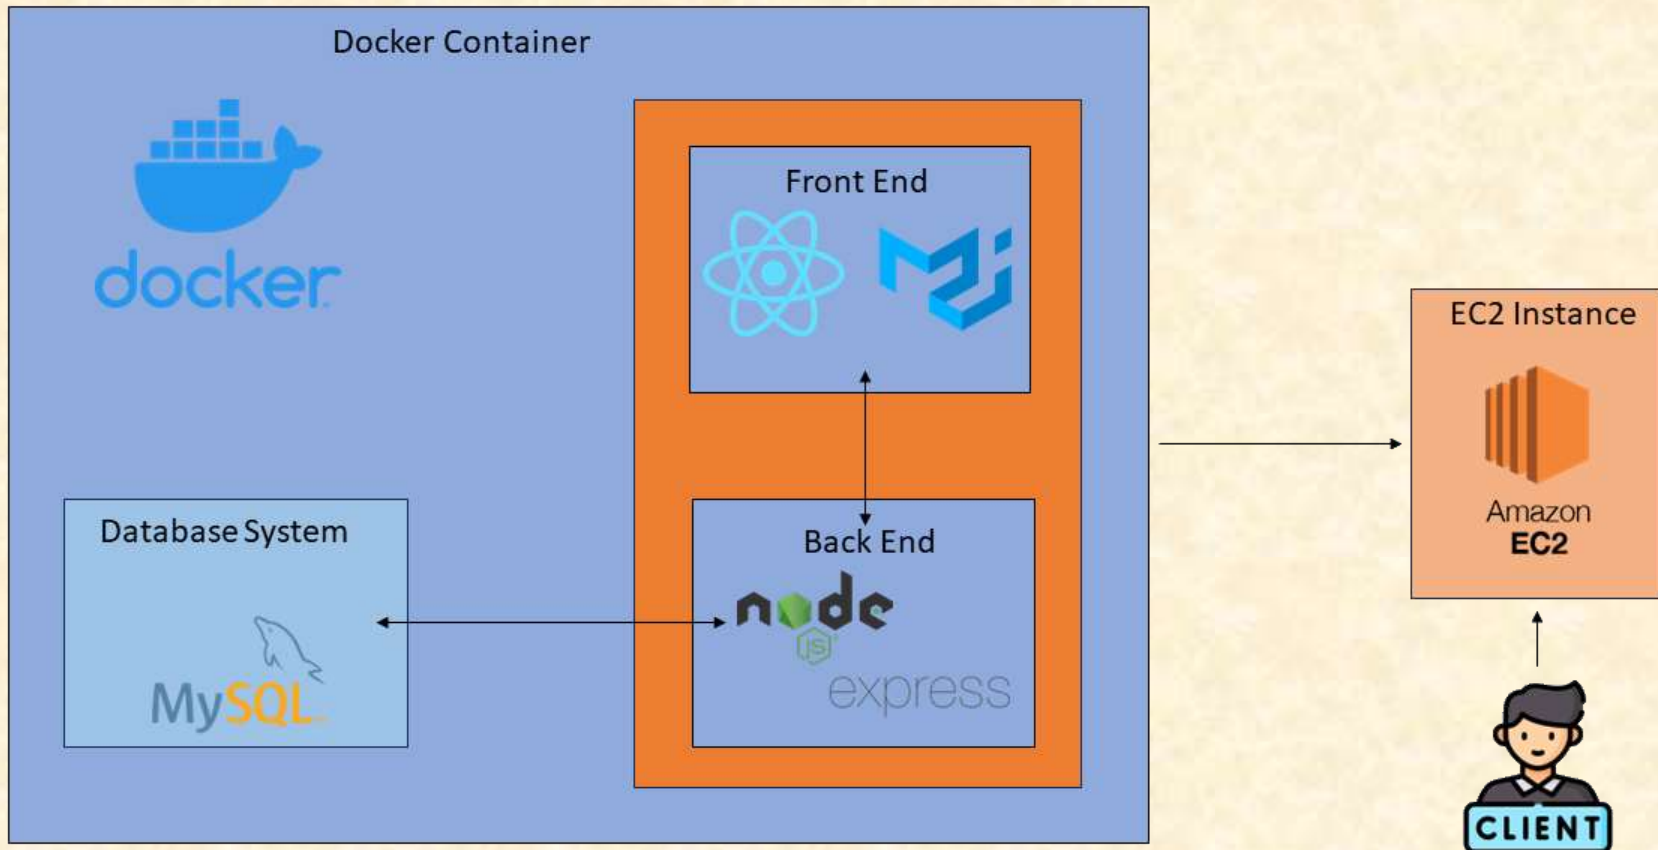 Docker Container
docker
Front End
Database System
MySQL
Back End
node
JS
express
EC2 Instance
Amazon
EC2
CLIENT